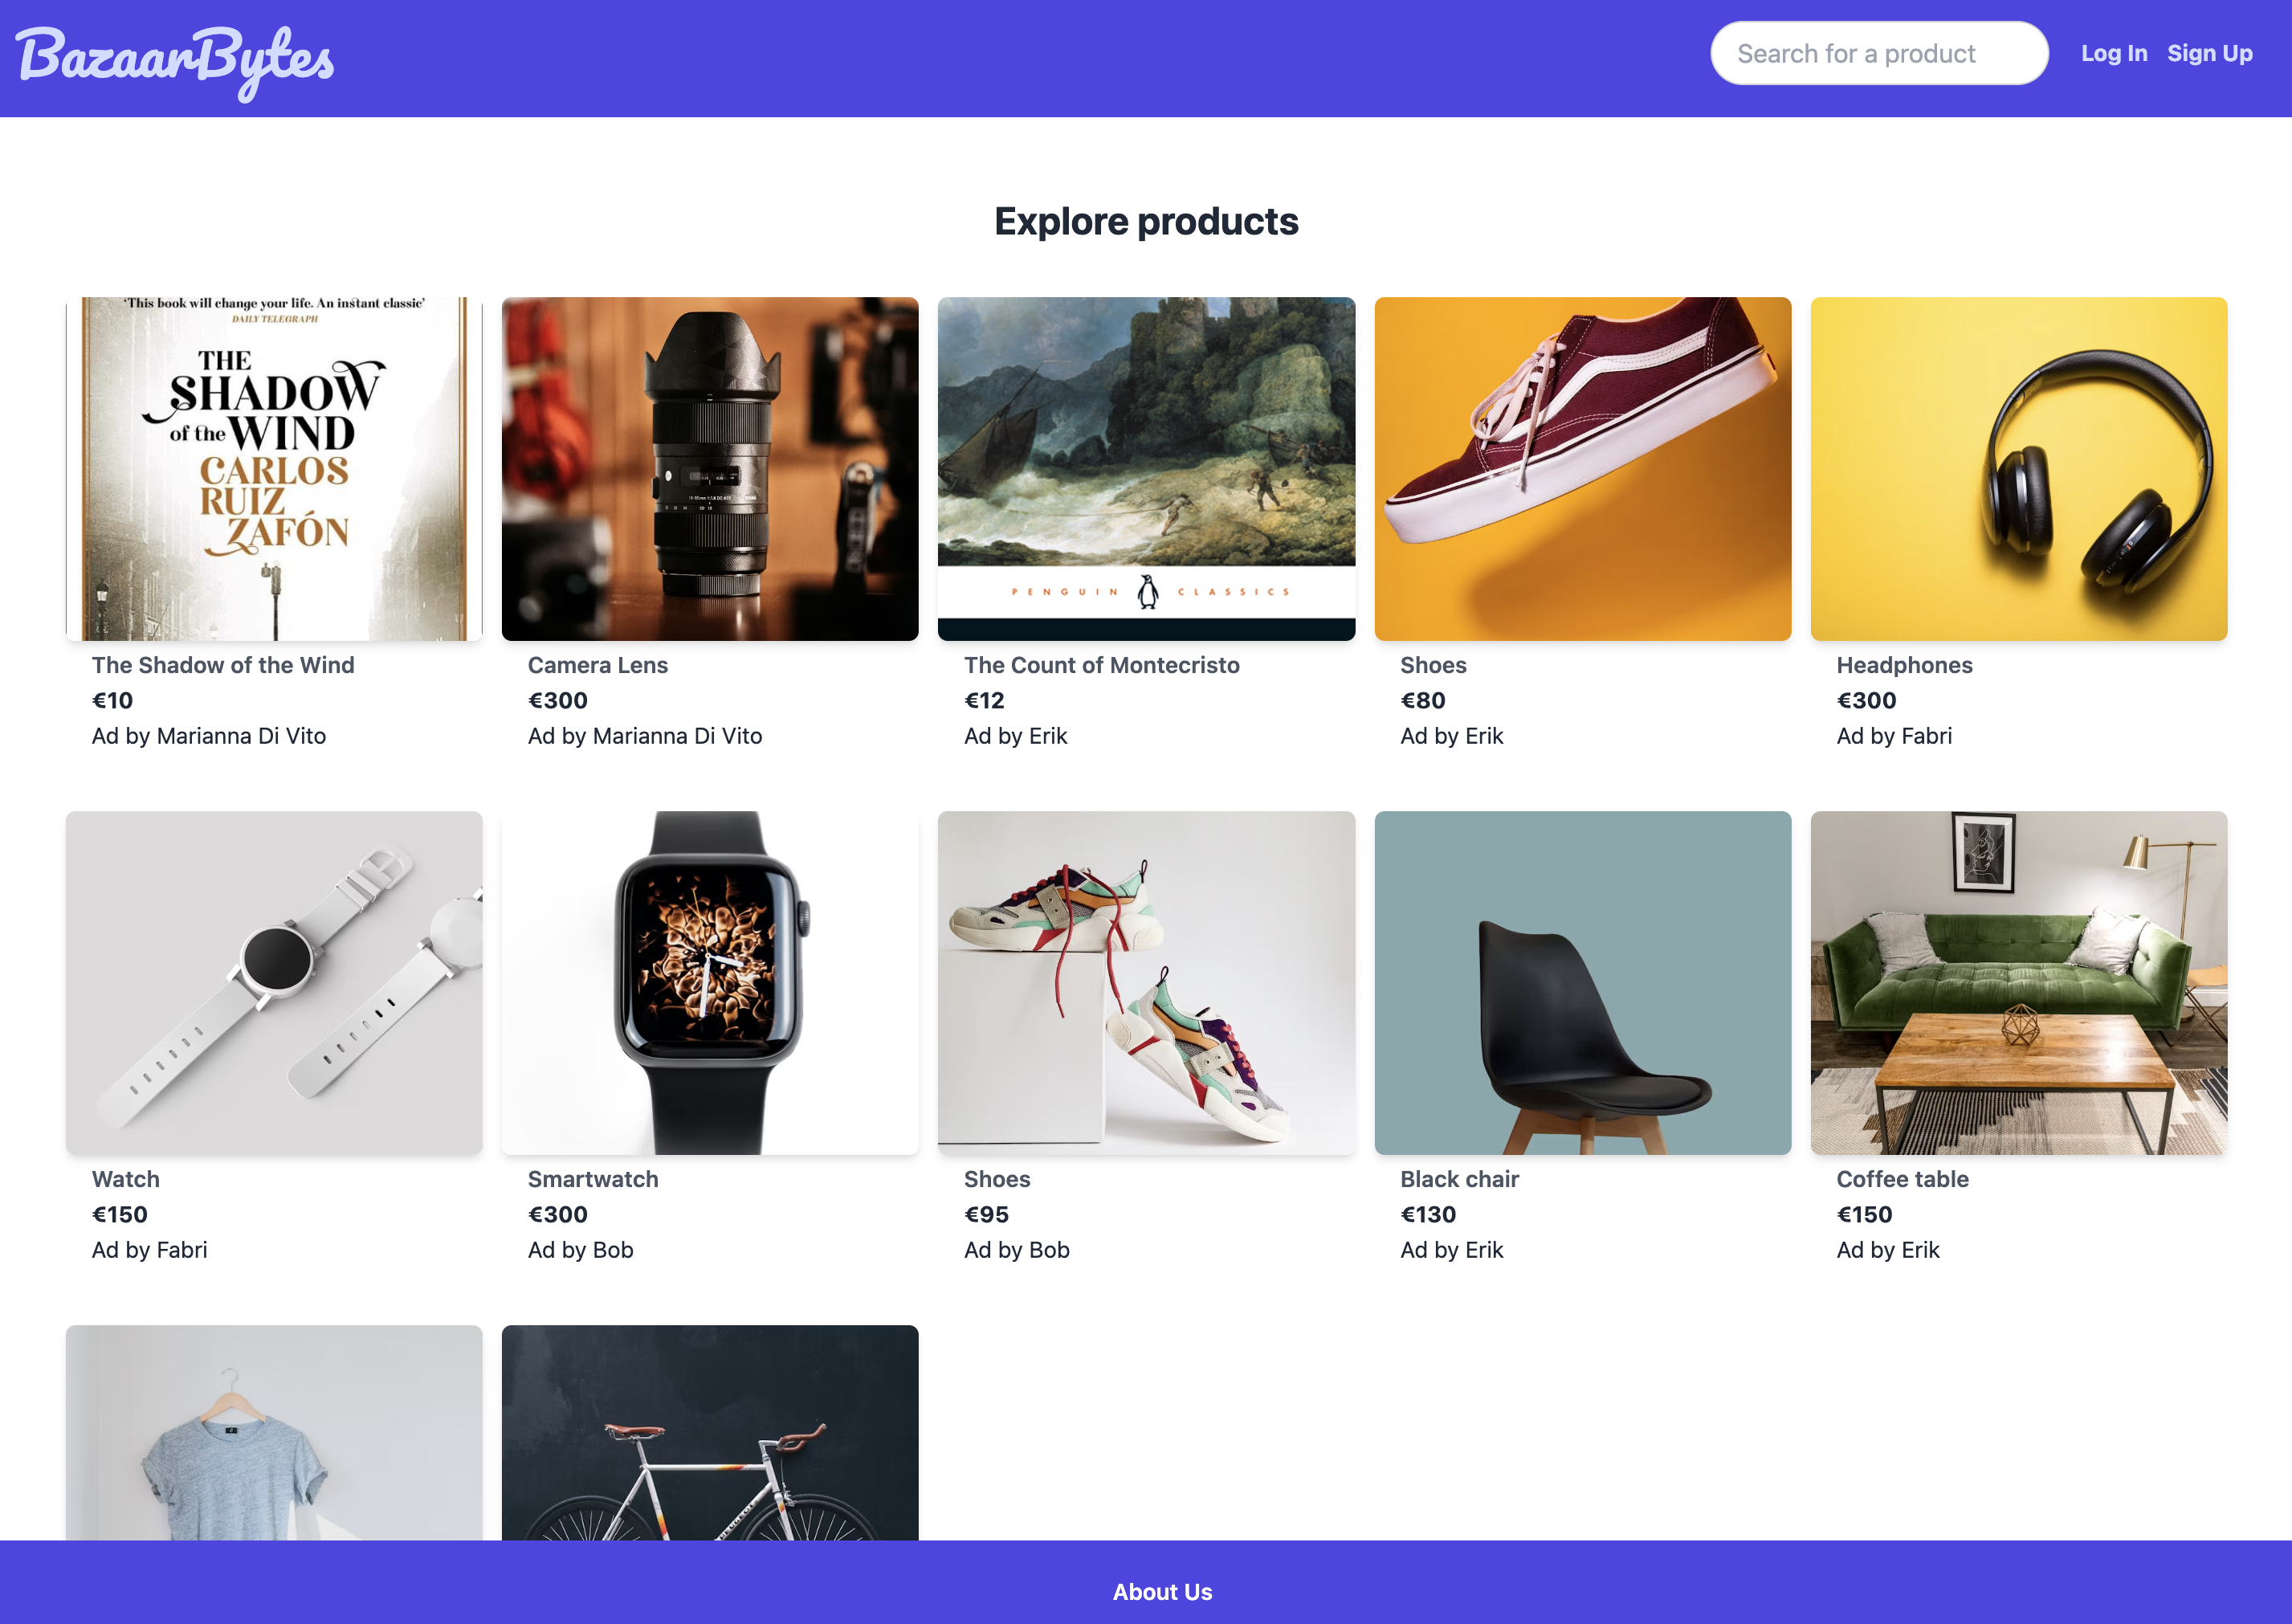 BazaarBytes
Search for a product
Log In
Sign Up
Explore products
'This book will change your life. An instant classic'
DAILY TELEGRAPH
THE
SHADOW
of the WIND
CARLOS
RUIZ
ZAFÓN
PENGUIN CLASSICS
The Shadow of the Wind
€10
Ad by Marianna Di Vito
Camera Lens
€300
Ad by Marianna Di Vito
The Count of Montecristo
€12
Ad by Erik
Shoes
€80
Ad by Erik
Headphones
€300
Ad by Fabri
Watch
€150
Ad by Fabri
Smartwatch
€300
Ad by Bob
Shoes
€95
Ad by Bob
Black chair
€130
Ad by Erik
Coffee table
€150
Ad by Erik
PEUGEOT
About Us